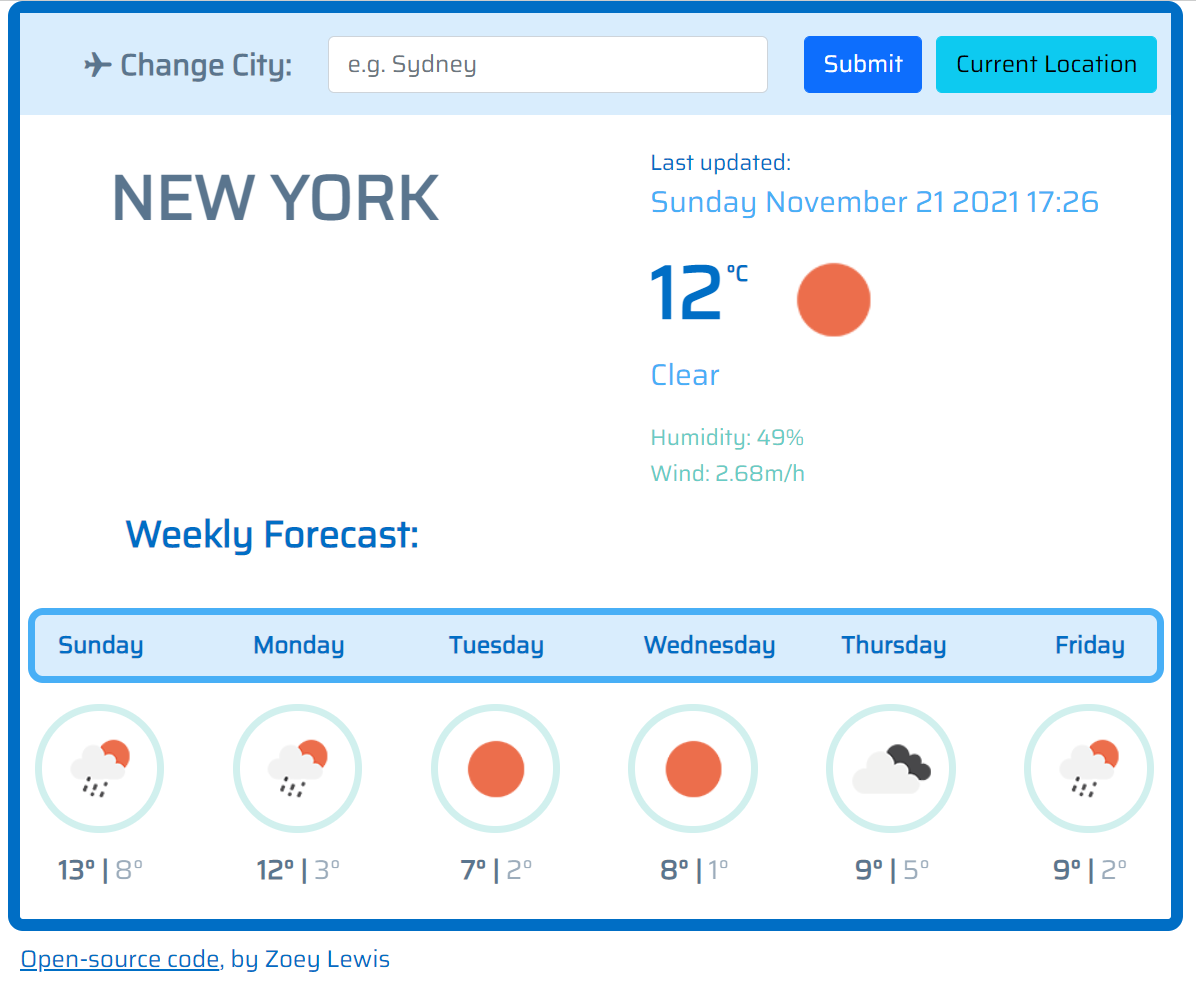 Change City: e.g. Sydney Submit Current Location
NEW YORK
Last updated:
Sunday November 21 2021 17:26
12 °C
Clear
Humidity: 49%
Wind: 2.68m/h
Weekly Forecast:
Sunday Monday Tuesday Wednesday Thursday Friday
13° | 8° 12° | 3° 7° | 2° 8° | 1° 9° | 5° 9° | 2°
Open-source code, by Zoey Lewis